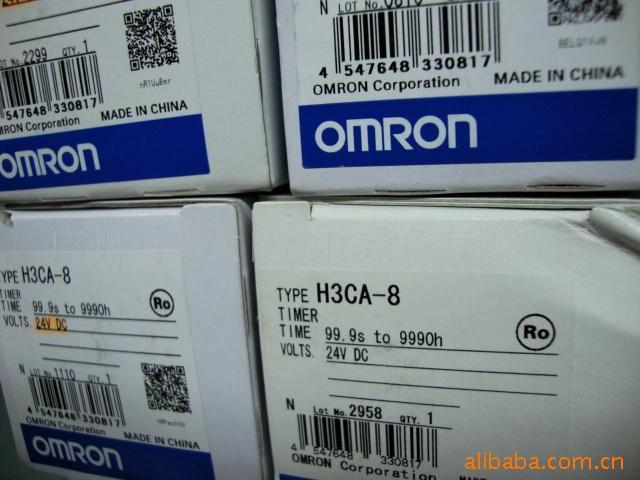 LOT No. 2299 QTY. 1
nR1Uw8mr
4 547648 330817
OMRON Corporation
MADE IN CHINA
OMRON
N LOT No.
Ro
4 547648 330817
OMRON Corporation
MADE IN CHINA
OMRON
TYPE H3CA-8
TIMER
TIME 99.9s to 9990h
VOLTS. 24V DC
Ro
N LOT No. 1110 QTY. 1
4 547648 330817
OMRON Corporation
MADE IN CHINA
OMRON
TYPE H3CA-8
TIMER
TIME 99.9s to 9990h
VOLTS. 24V DC
Ro
N LOT No. 2958 QTY. 1
4 547648 330817
OMRON Corporation
alibaba.com.cn